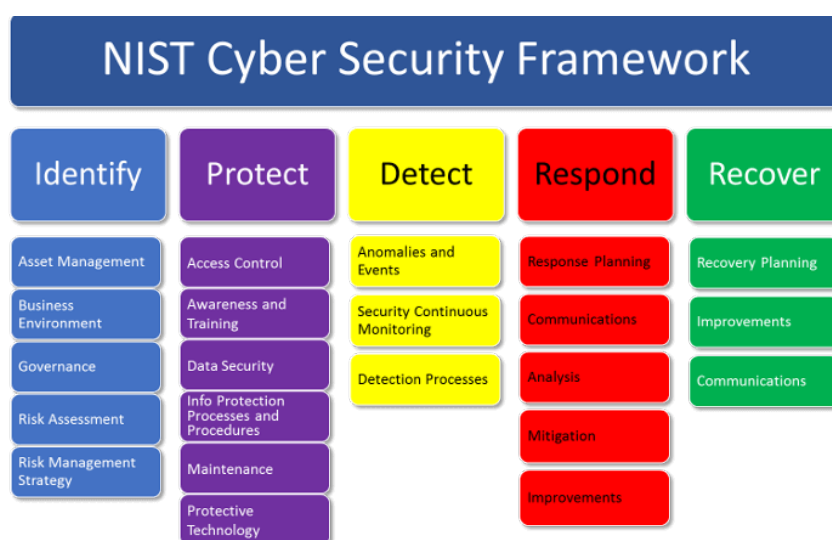 NIST Cyber Security Framework
Identify
Protect
Detect
Respond
Recover
Asset Management
Business
Environment
Governance
Risk Assessment
Risk Management
Strategy
Access Control
Awareness and
Training
Data Security
Info Protection
Processes and
Procedures
Maintenance
Protective
Technology
Anomalies and
Events
Security Continuous
Monitoring
Detection Processes
Response Planning
Communications
Analysis
Mitigation
Improvements
Recovery Planning
Improvements
Communications